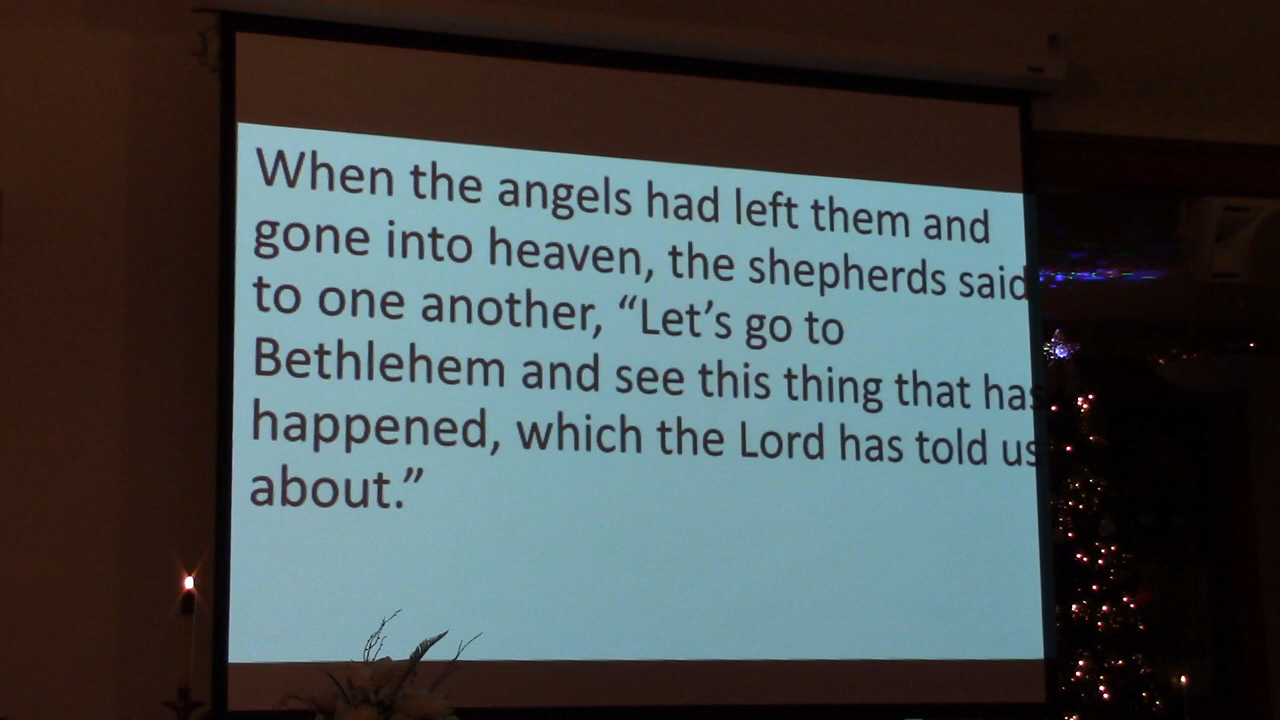 When the angels had left them and
gone into heaven, the shepherds said
to one another, “Let’s go to
Bethlehem and see this thing that has
happened, which the Lord has told us
about.”